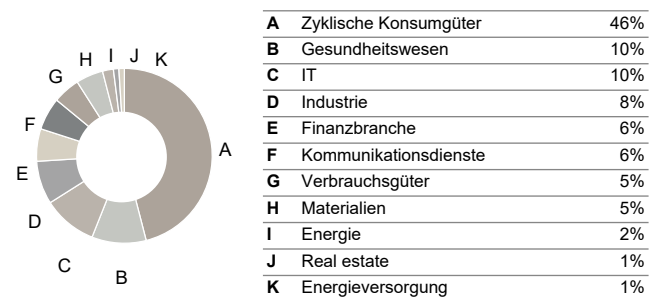 H I J K
G
F
E
D
C
B
A
A Zyklische Konsumgüter 46%
B Gesundheitswesen 10%
C IT 10%
D Industrie 8%
E Finanzbranche 6%
F Kommunikationsdienste 6%
G Verbrauchsgüter 5%
H Materialien 5%
I Energie 2%
J Real estate 1%
K Energieversorgung 1%